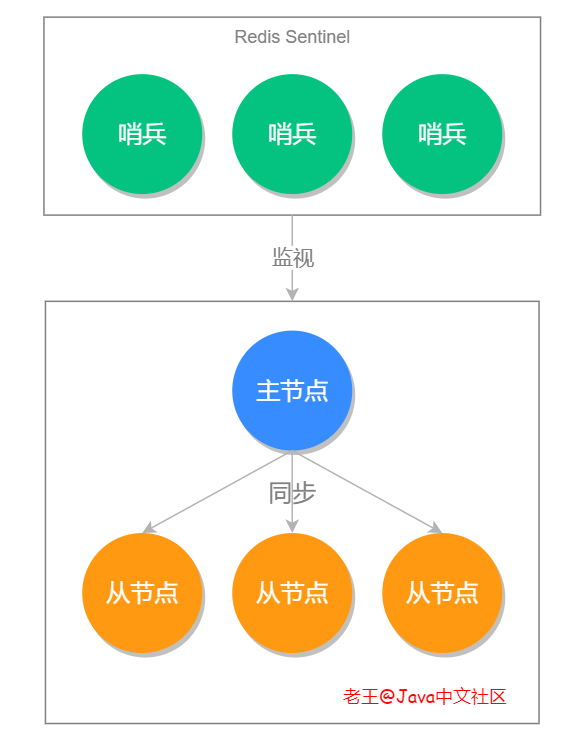 Redis Sentinel
哨兵 哨兵 哨兵
监视
主节点
同步
从节点 从节点 从节点
老王@Java中文社区